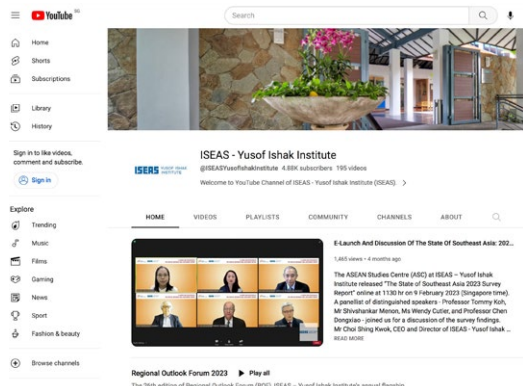 YouTube SG
Search
Home
Shorts
Subscriptions
Library
History
Sign in to like videos,
comment and subscribe.
Sign in
Explore
Trending
Music
Films
Gaming
News
Sport
Fashion & beauty
Browse channels
ISEAS YUSOF ISHAK
INSTITUTE
ISEAS - Yusof Ishak Institute
@ISEASYusofIshakInstitute 4.88K subscribers 195 videos
Welcome to YouTube Channel of ISEAS - Yusof Ishak Institute (ISEAS)
HOME VIDEOS PLAYLISTS COMMUNITY CHANNELS ABOUT
E-Launch And Discussion Of The State Of Southeast Asia: 202...
1,465 views • 4 months ago
The ASEAN Studies Centre (ASC) at ISEAS – Yusof Ishak
Institute released "The State of Southeast Asia 2023 Survey
Report" online at 1130 hr on 9 February 2023 (Singapore time).
A panellist of distinguished speakers - Professor Tommy Koh,
Mr Shivshankar Menon, Ms Wendy Cutler, and Professor Chen
Dongxiao - joined us for a discussion of the survey findings.
Mr Choi Shing Kwok, CEO and Director of ISEAS - Yusof Ishak ...
READ MORE
Regional Outlook Forum 2023 Play all